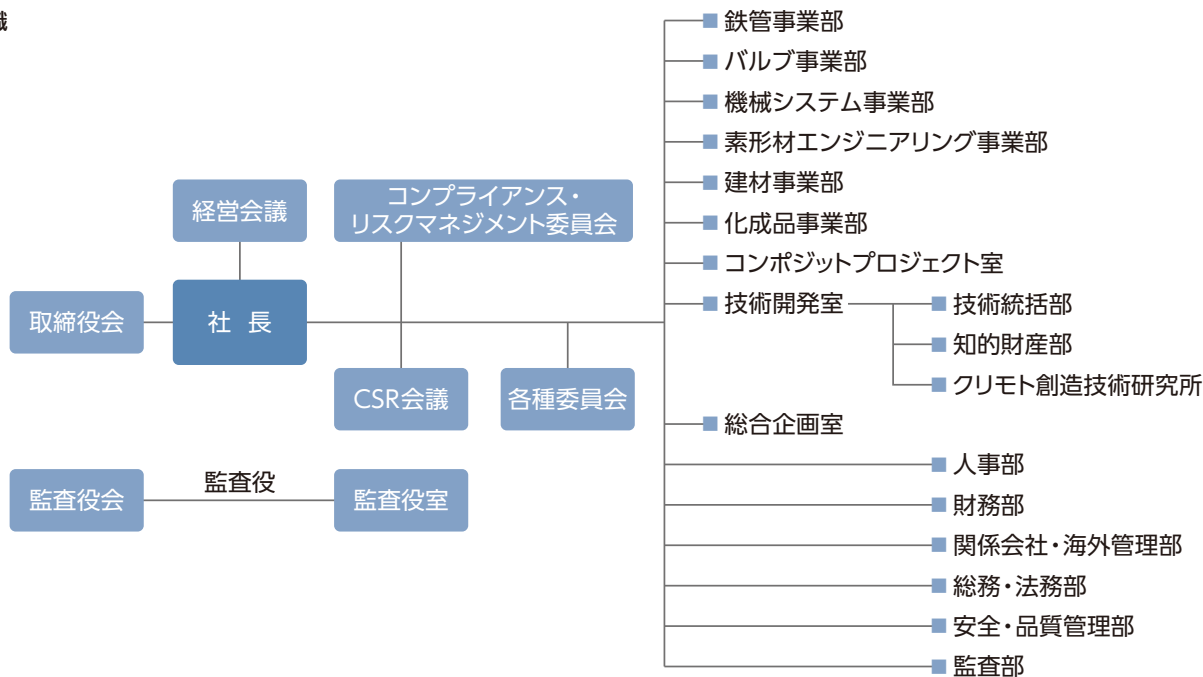 織
鉄管事業部
バルブ事業部
機械システム事業部
素形材エンジニアリング事業部
建材事業部
化成品事業部
コンポジットプロジェクト室
技術開発室
技術統括部
知的財産部
クリモト創造技術研究所
総合企画室
人事部
財務部
関係会社・海外管理部
総務・法務部
安全・品質管理部
監査部
経営会議
コンプライアンス・
リスクマネジメント委員会
取締役会
社 長
CSR会議
各種委員会
監査役会
監査役
監査役室